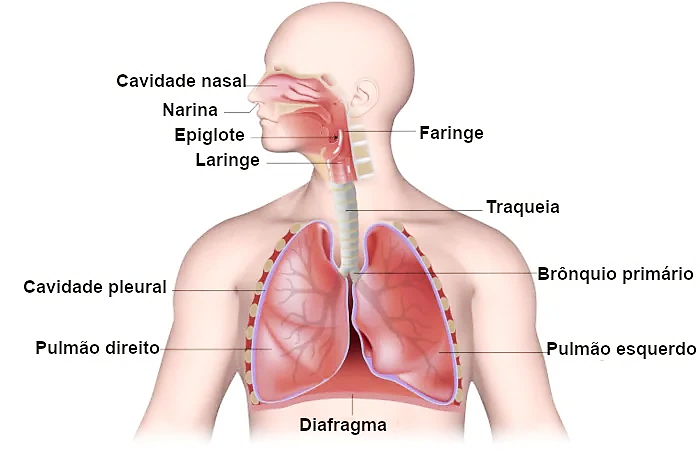 Cavidade nasal
Narina
Epiglote
Faringe
Laringe
Traqueia
Brônquio primário
Cavidade pleural
Pulmão direito
Pulmão esquerdo
Diafragma